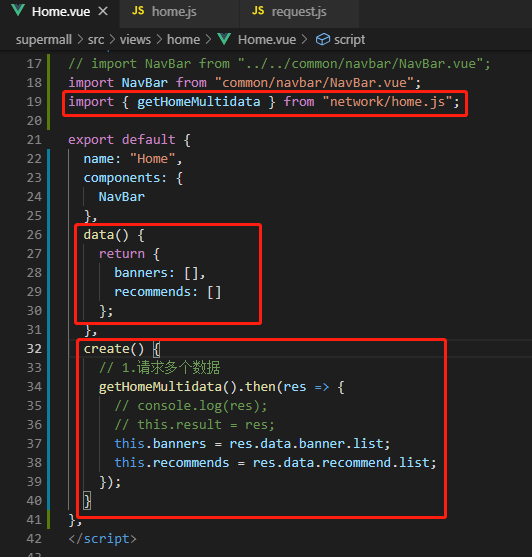 Home.vue × JS home.js JS request.js
supermall > src > views > home > Home.vue > script
17 // import NavBar from "../../common/navbar/NavBar.vue";
18 import NavBar from "common/navbar/NavBar.vue";
19 import { getHomeMultidata } from "network/home.js";
20
21 export default {
22 name: "Home",
23 components: {
24 NavBar
25 },
26 data() {
27 return {
28 banners: [],
29 recommends: []
30 };
31 },
32 create() {
33 // 1.请求多个数据
34 getHomeMultidata().then(res => {
35 // console.log(res);
36 // this.result = res;
37 this.banners = res.data.banner.list;
38 this.recommends = res.data.recommend.list;
39 });
40 }
41 };
42 </script>